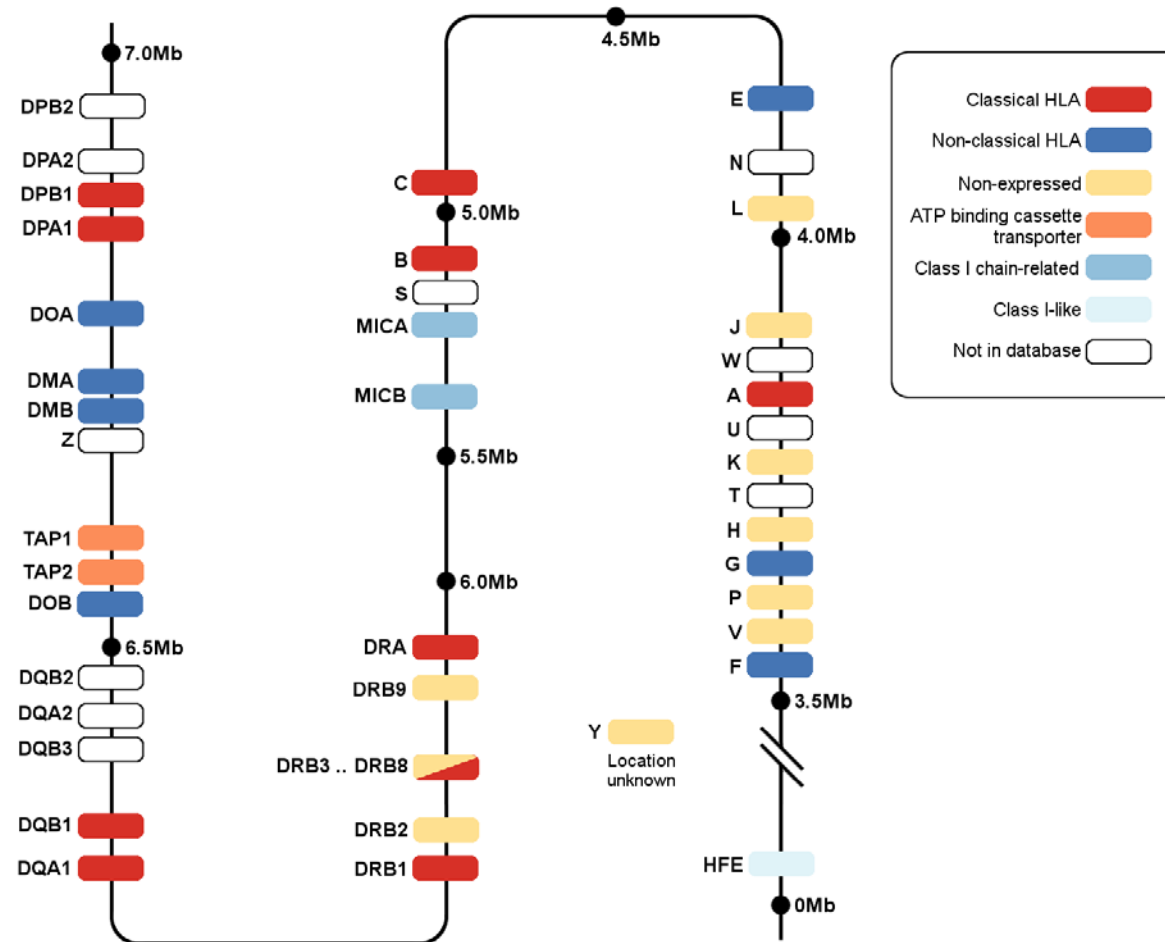 7.0Mb
DPB2
DPA2
DPB1
DPA1
DOA
DMA
DMB
Z
TAP1
TAP2
DOB
6.5Mb
DQB2
DQA2
DQB3
DQB1
DQA1
4.5Mb
C
5.0Mb
B
S
MICA
MICB
5.5Mb
6.0Mb
DRA
DRB9
DRB3 .. DRB8
DRB2
DRB1
E
N
L
4.0Mb
J
W
A
U
K
T
H
G
P
V
F
3.5Mb
Y
Location
unknown
HFE
0Mb
Classical HLA
Non-classical HLA
Non-expressed
ATP binding cassette
transporter
Class I chain-related
Class I-like
Not in database